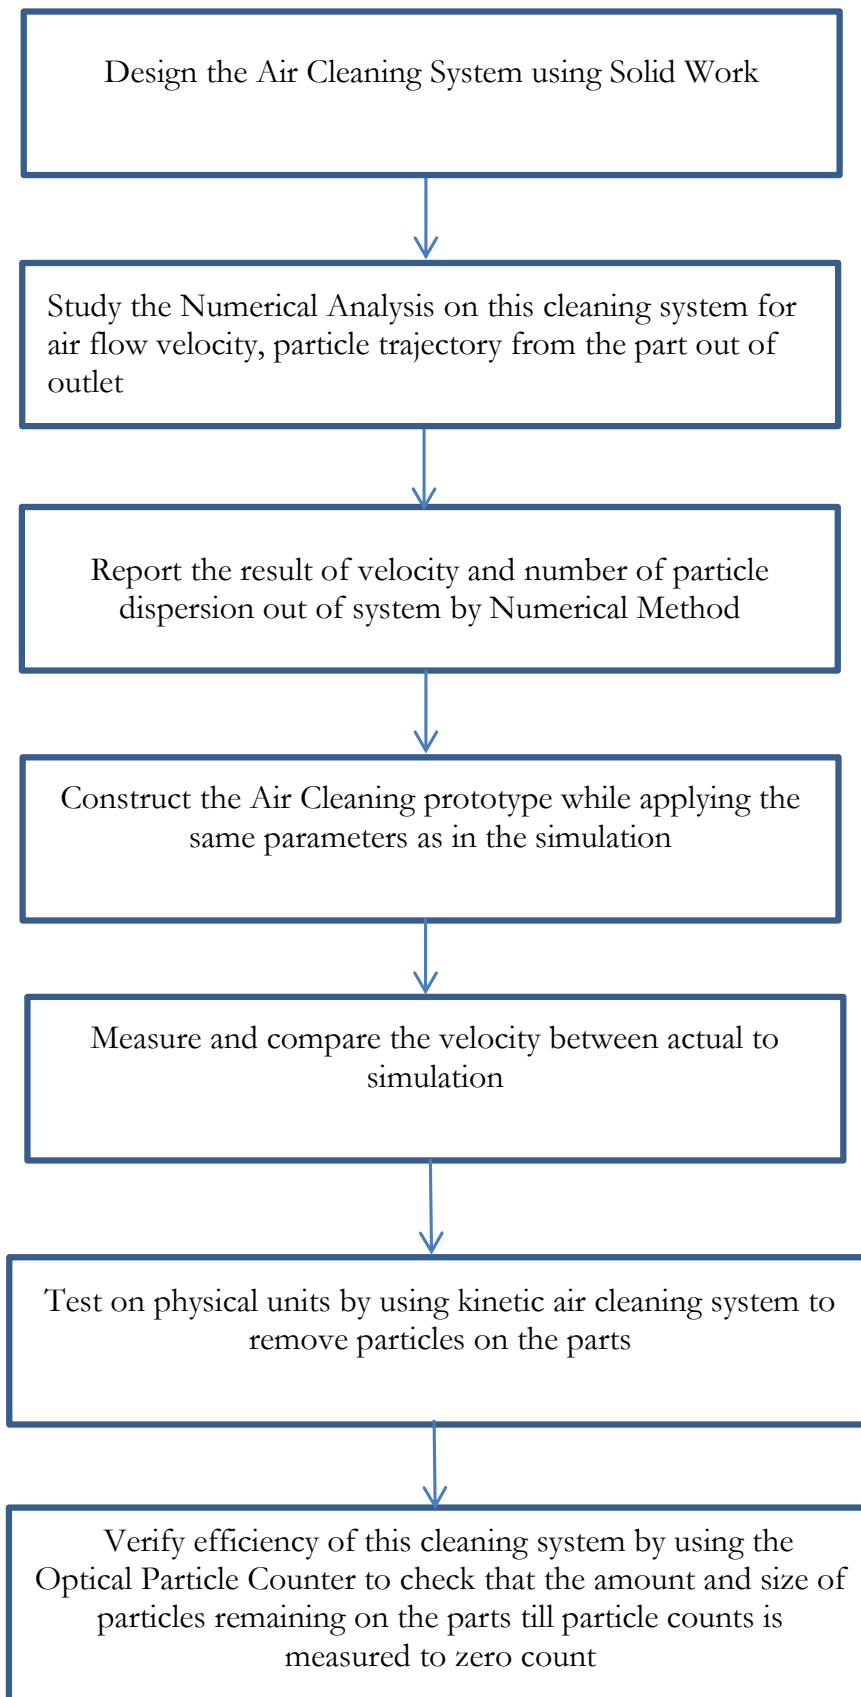 Design the Air Cleaning System using Solid Work
Study the Numerical Analysis on this cleaning system for
air flow velocity, particle trajectory from the part out of
outlet
Report the result of velocity and number of particle
dispersion out of system by Numerical Method
Construct the Air Cleaning prototype while applying the
same parameters as in the simulation
Measure and compare the velocity between actual to
simulation
Test on physical units by using kinetic air cleaning system to
remove particles on the parts
Verify efficiency of this cleaning system by using the
Optical Particle Counter to check that the amount and size of
particles remaining on the parts till particle counts is
measured to zero count